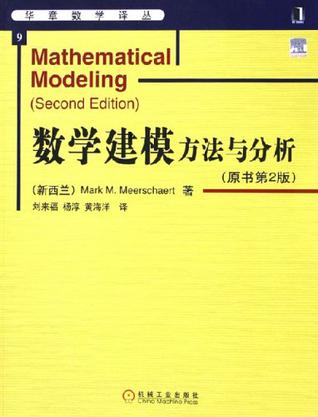 华章数学译丛
9
Mathematical
Modeling
(Second Edition)
数学建模方法与分析
(原书第2版)
(新西兰) Mark M. Meerschaert 著
刘来福 杨淳 黄海洋 译
机械工业出版社
China Machine Press